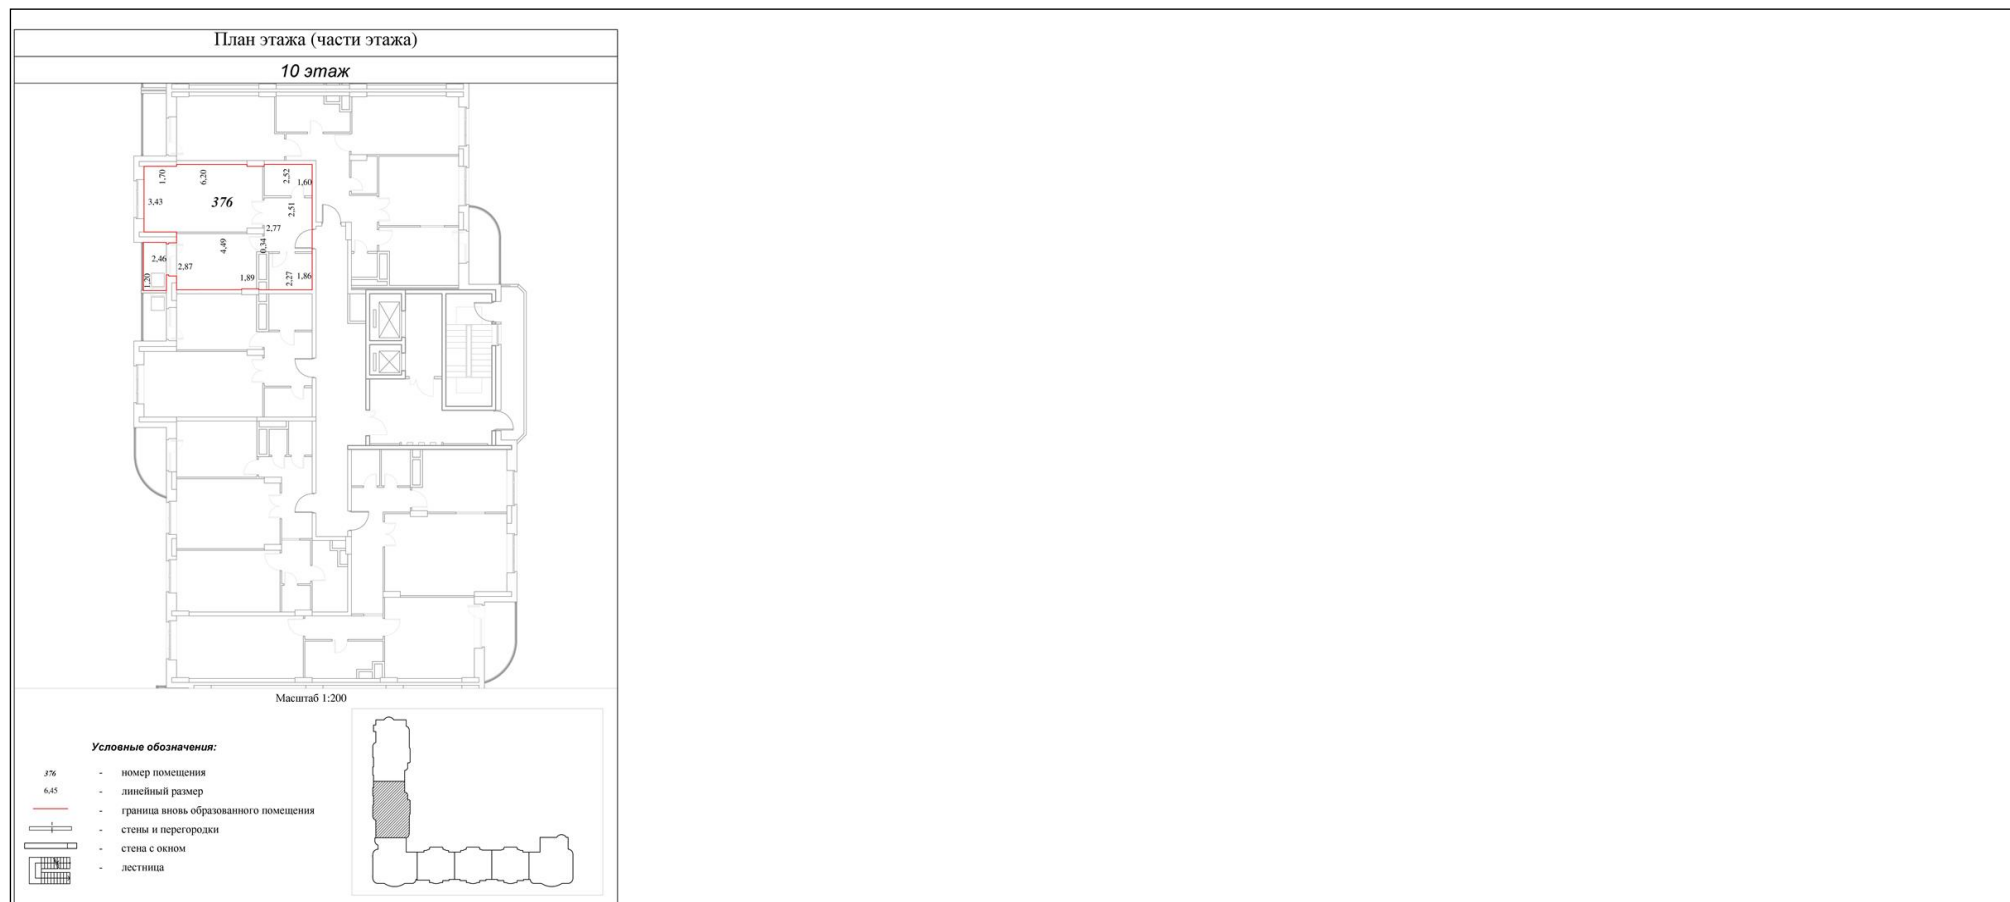 План этажа (части этажа)
10 этаж
1,70
6,20
2,52
1,60
3,43
376
2,51
2,77
4,49
0,34
2,46
2,87
1,20
1,89
2,27
1,86
Масштаб 1:200
Условные обозначения:
376 - номер помещения
6,45 - линейный размер
- граница вновь образованного помещения
- стены и перегородки
- стена с окном
- лестница